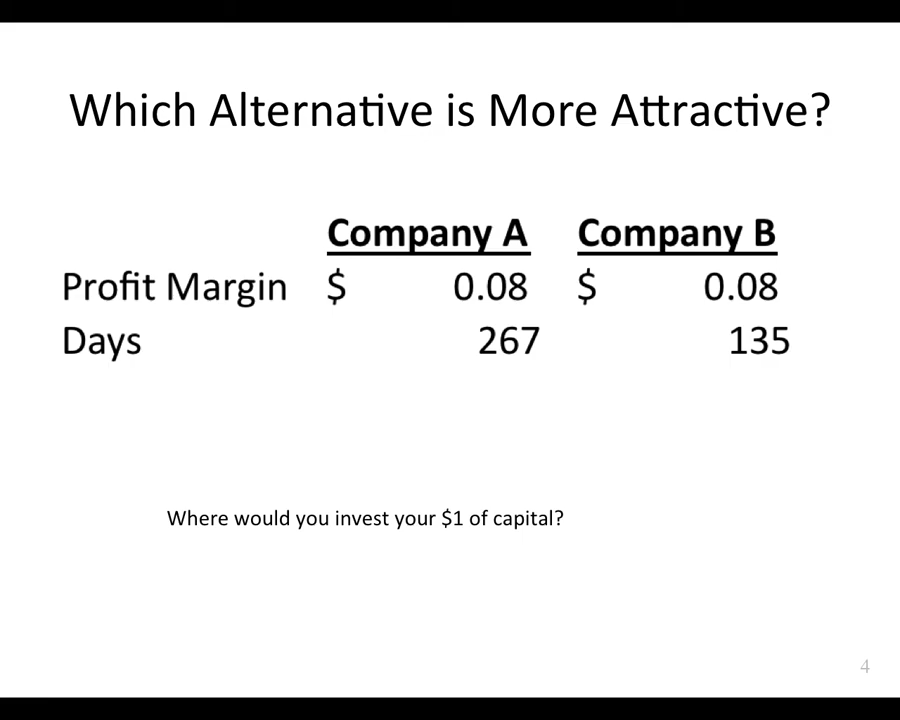 Which Alternative is More Attractive?
Company A Company B
Profit Margin $ 0.08 $ 0.08
Days 267 135
Where would you invest your $1 of capital?
4